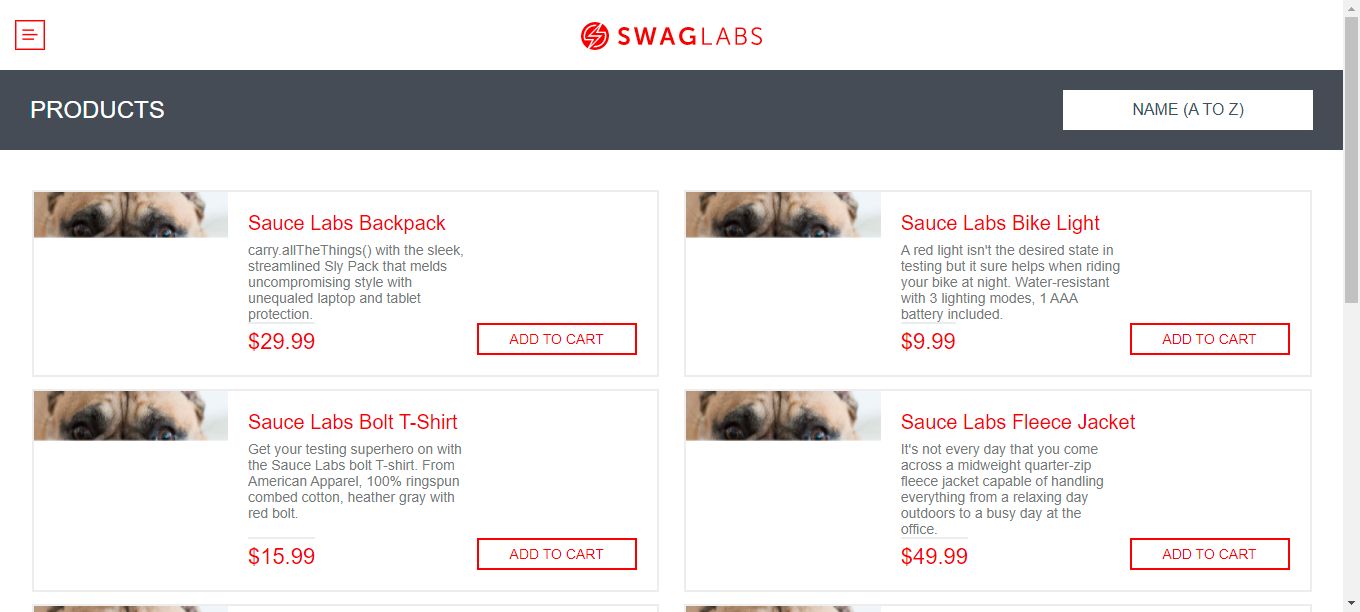 SWAGLABS
PRODUCTS
NAME (A TO Z)
Sauce Labs Backpack
carry.allTheThings() with the sleek,
streamlined Sly Pack that melds
uncompromising style with
unequaled laptop and tablet
protection.
$29.99
ADD TO CART
Sauce Labs Bike Light
A red light isn't the desired state in
testing but it sure helps when riding
your bike at night. Water-resistant
with 3 lighting modes, 1 AAA
battery included.
$9.99
ADD TO CART
Sauce Labs Bolt T-Shirt
Get your testing superhero on with
the Sauce Labs bolt T-shirt. From
American Apparel, 100% ringspun
combed cotton, heather gray with
red bolt.
$15.99
ADD TO CART
Sauce Labs Fleece Jacket
It's not every day that you come
across a midweight quarter-zip
fleece jacket capable of handling
everything from a relaxing day
outdoors to a busy day at the
office.
$49.99
ADD TO CART